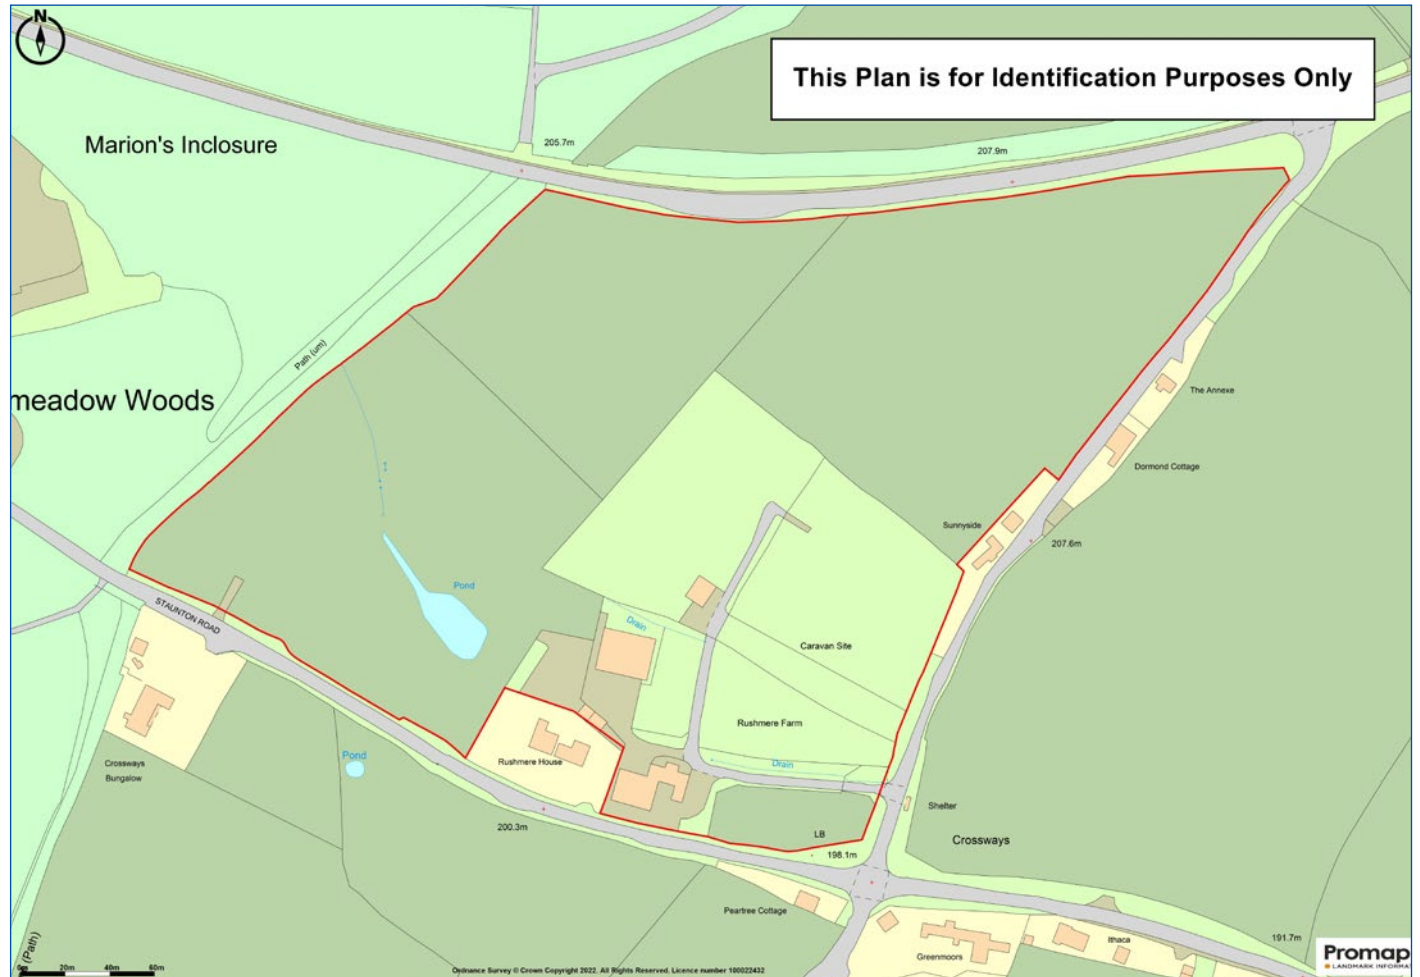 N
This Plan is for Identification Purposes Only
205.7m
Marion's Inclosure
207.9m
Path (um)
meadow Woods
The Annexe
Dormond Cottage
Sunnyside
207.6m
Pond
STAUNTON ROAD
Drain
Caravan Site
Rushmere Farm
Rushmere House
Pond
Drain
Crossways
Bungalow
Shelter
200.3m
LB
Crossways
198.1m
Peartree Cottage
191.7m
Ithaca
Greenmoors
(Path)
0m 20m 40m 60m
Ordnance Survey © Crown Copyright 2022. All Rights Reserved. Licence number 100022432
Promap
LANDMARK INFORMAT